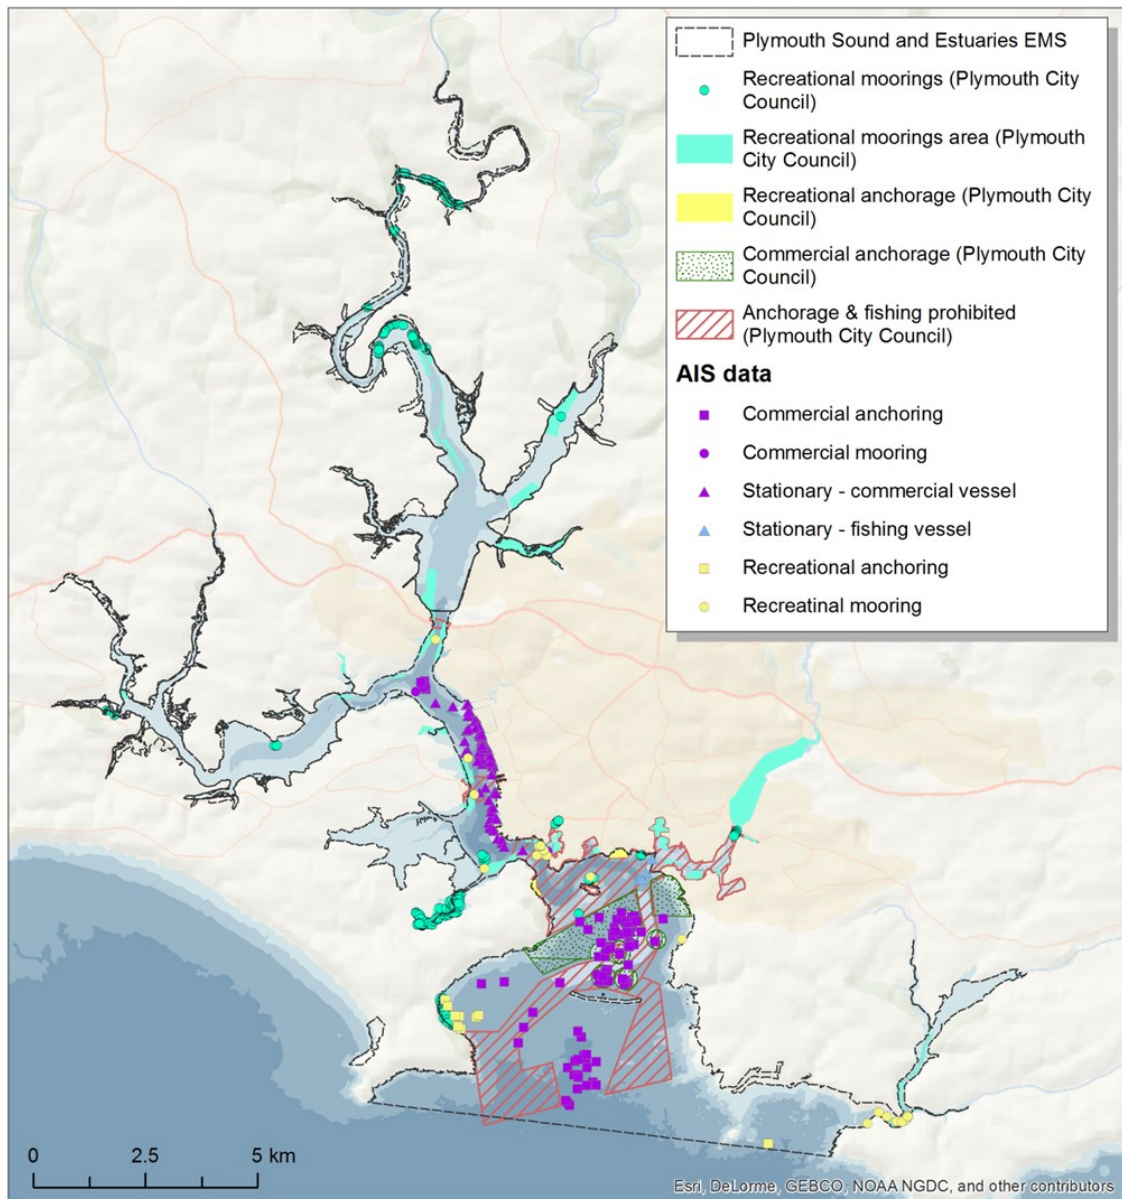 Plymouth Sound and Estuaries EMS
Recreational moorings (Plymouth City
Council)
Recreational moorings area (Plymouth
City Council)
Recreational anchorage (Plymouth City
Council)
Commercial anchorage (Plymouth City
Council)
Anchorage & fishing prohibited
(Plymouth City Council)
AIS data
Commercial anchoring
Commercial mooring
Stationary - commercial vessel
Stationary - fishing vessel
Recreational anchoring
Recreatinal mooring
0 2.5 5 km
Esri, DeLorme, GEBCO, NOAA NGDC, and other contributors